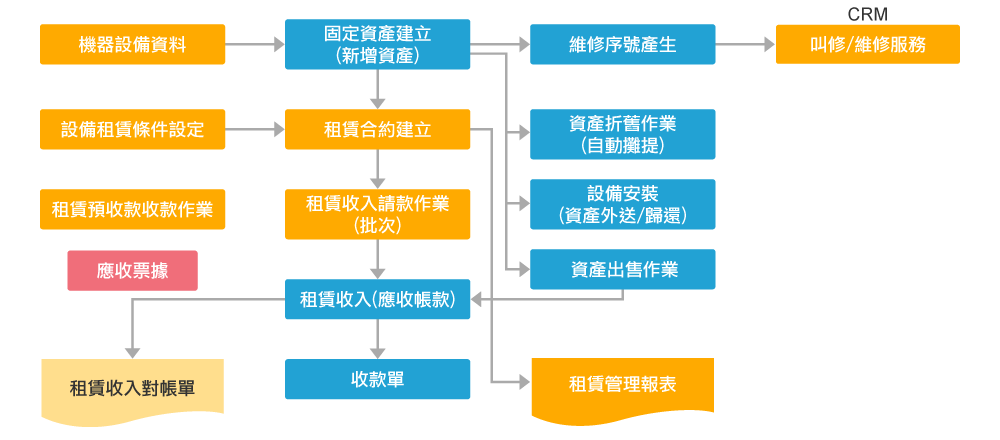 CRM
機器設備資料
固定資產建立
(新增資產)
維修序號產生
叫修/維修服務
設備租賃條件設定
租賃合約建立
資產折舊作業
(自動攤提)
租賃預收款收款作業
租賃收入請款作業
(批次)
設備安裝
(資產外送/歸還)
應收票據
資產出售作業
租賃收入(應收帳款)
租賃收入對帳單
收款單
租賃管理報表